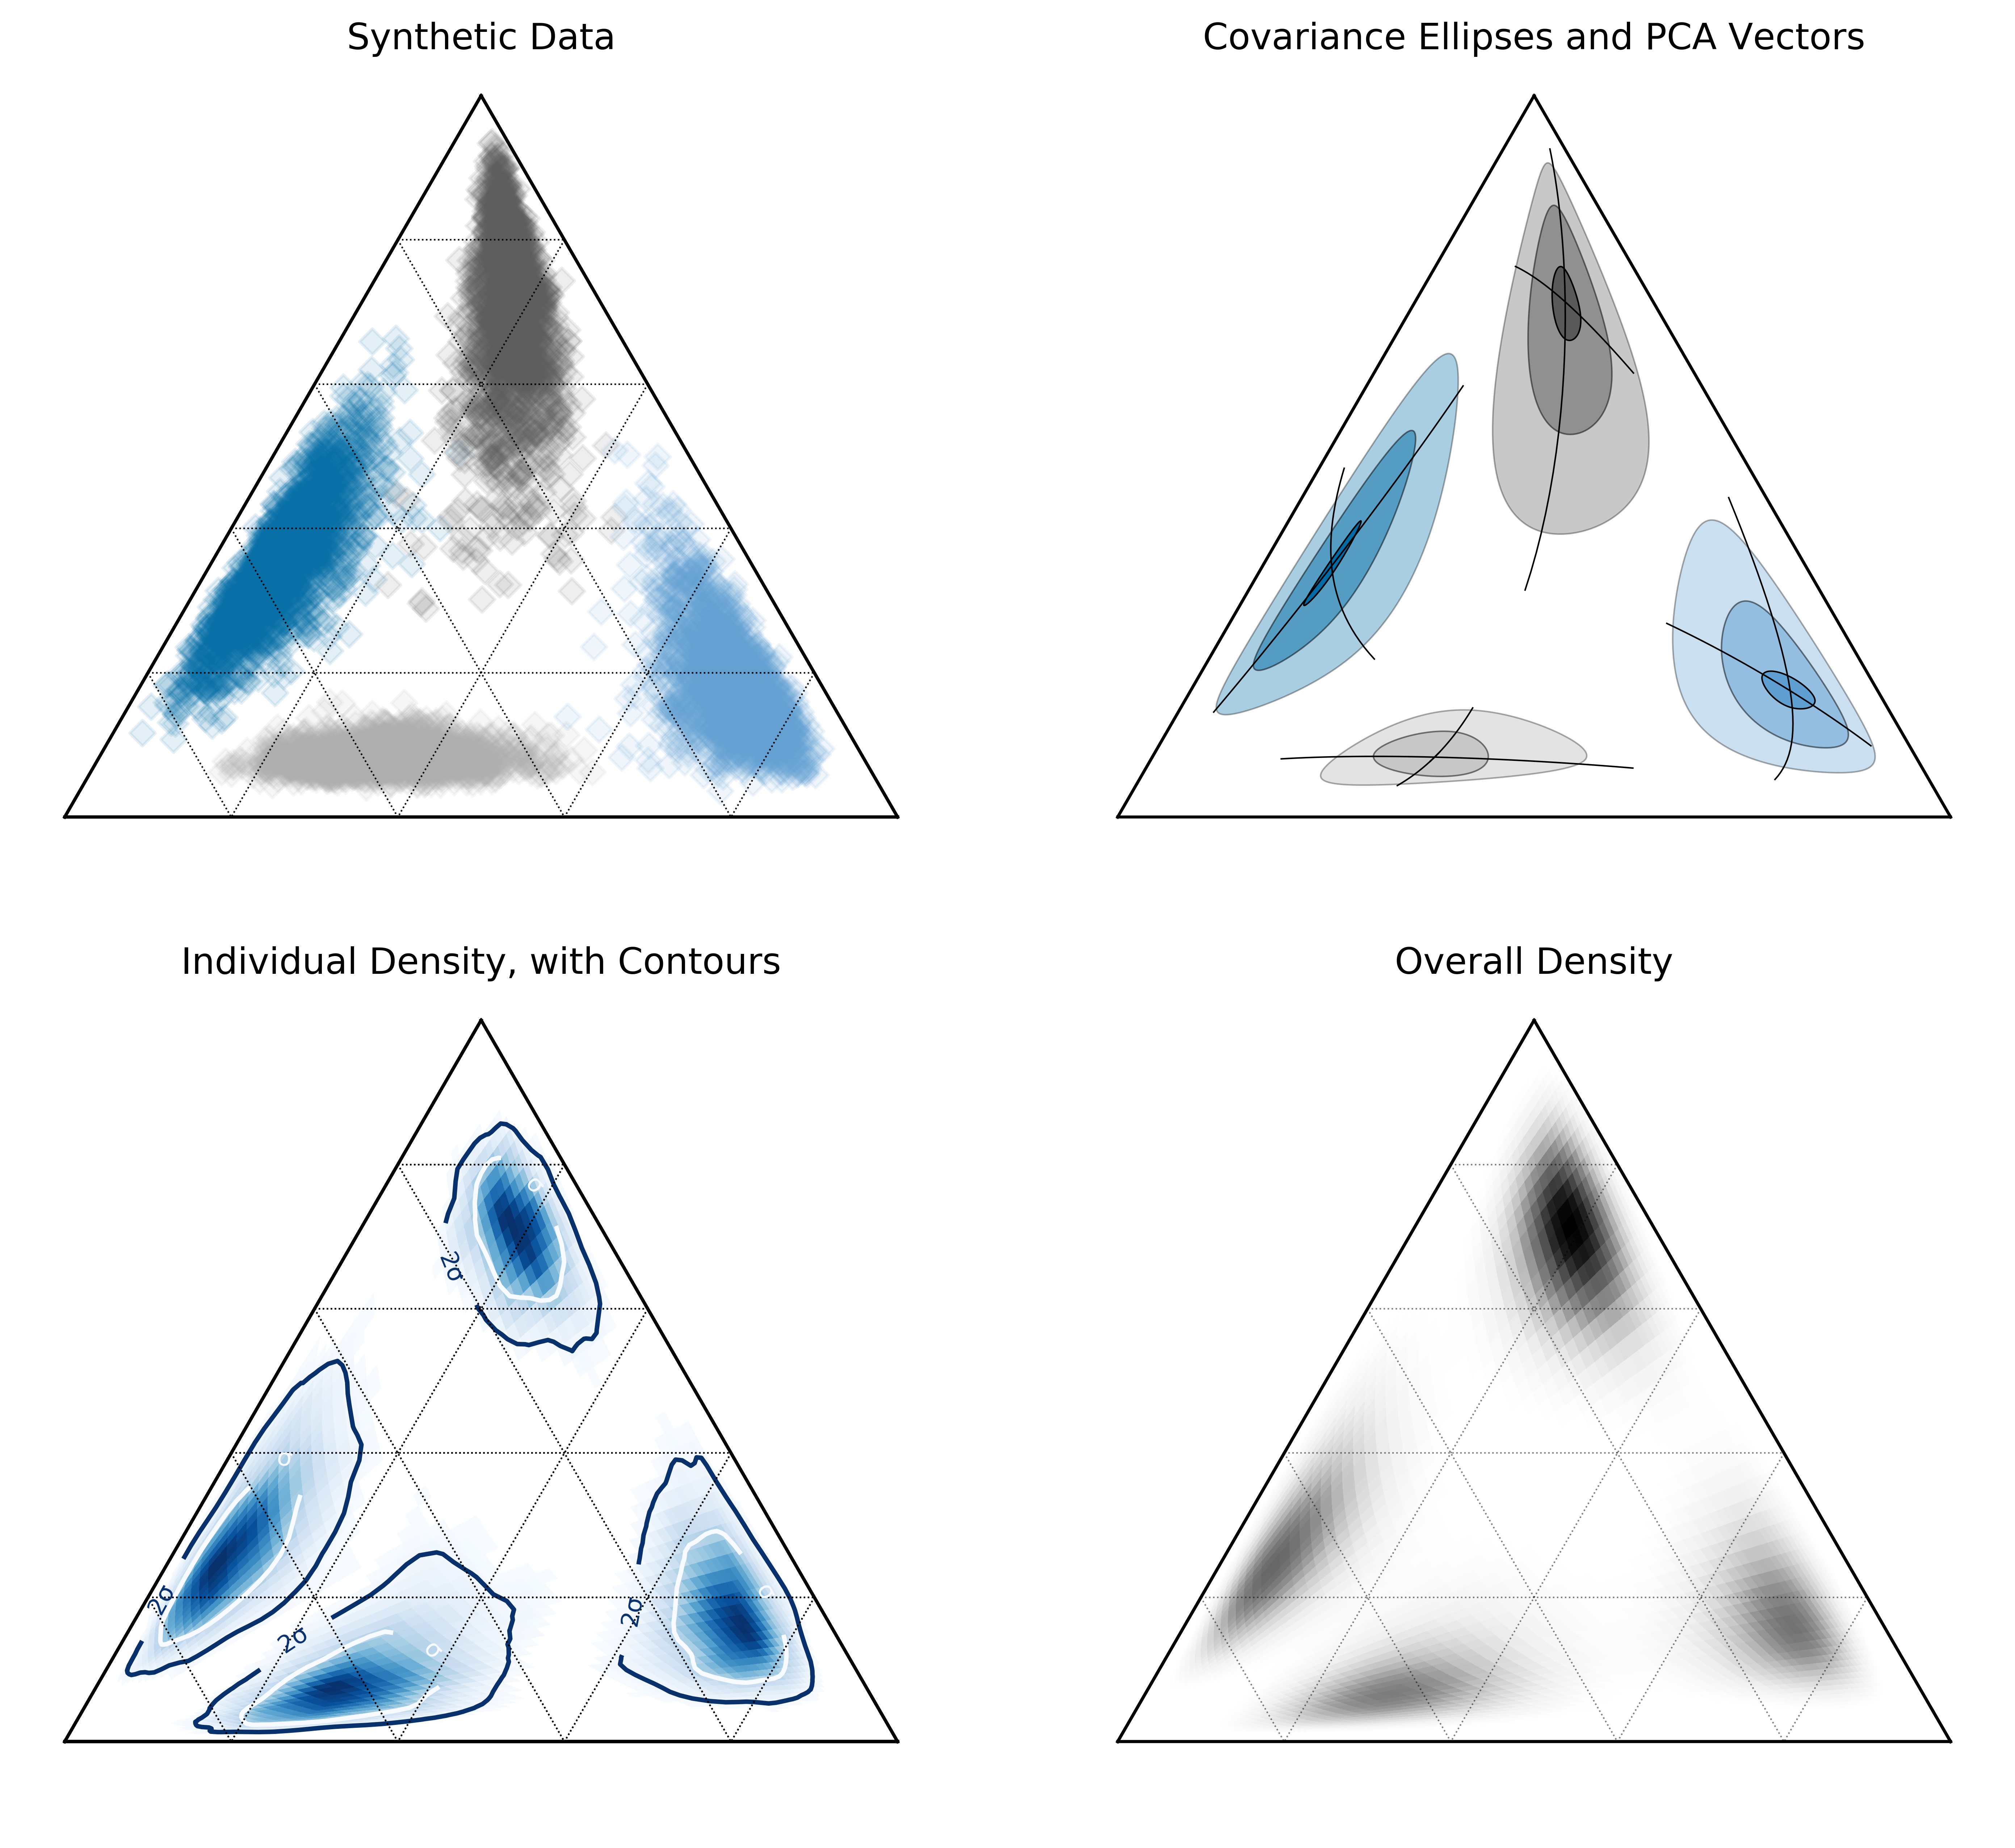 Synthetic Data
Covariance Ellipses and PCA Vectors
Individual Density, with Contours
Overall Density
σ
2σ
σ
2σ
σ
2σ
2σ
σ